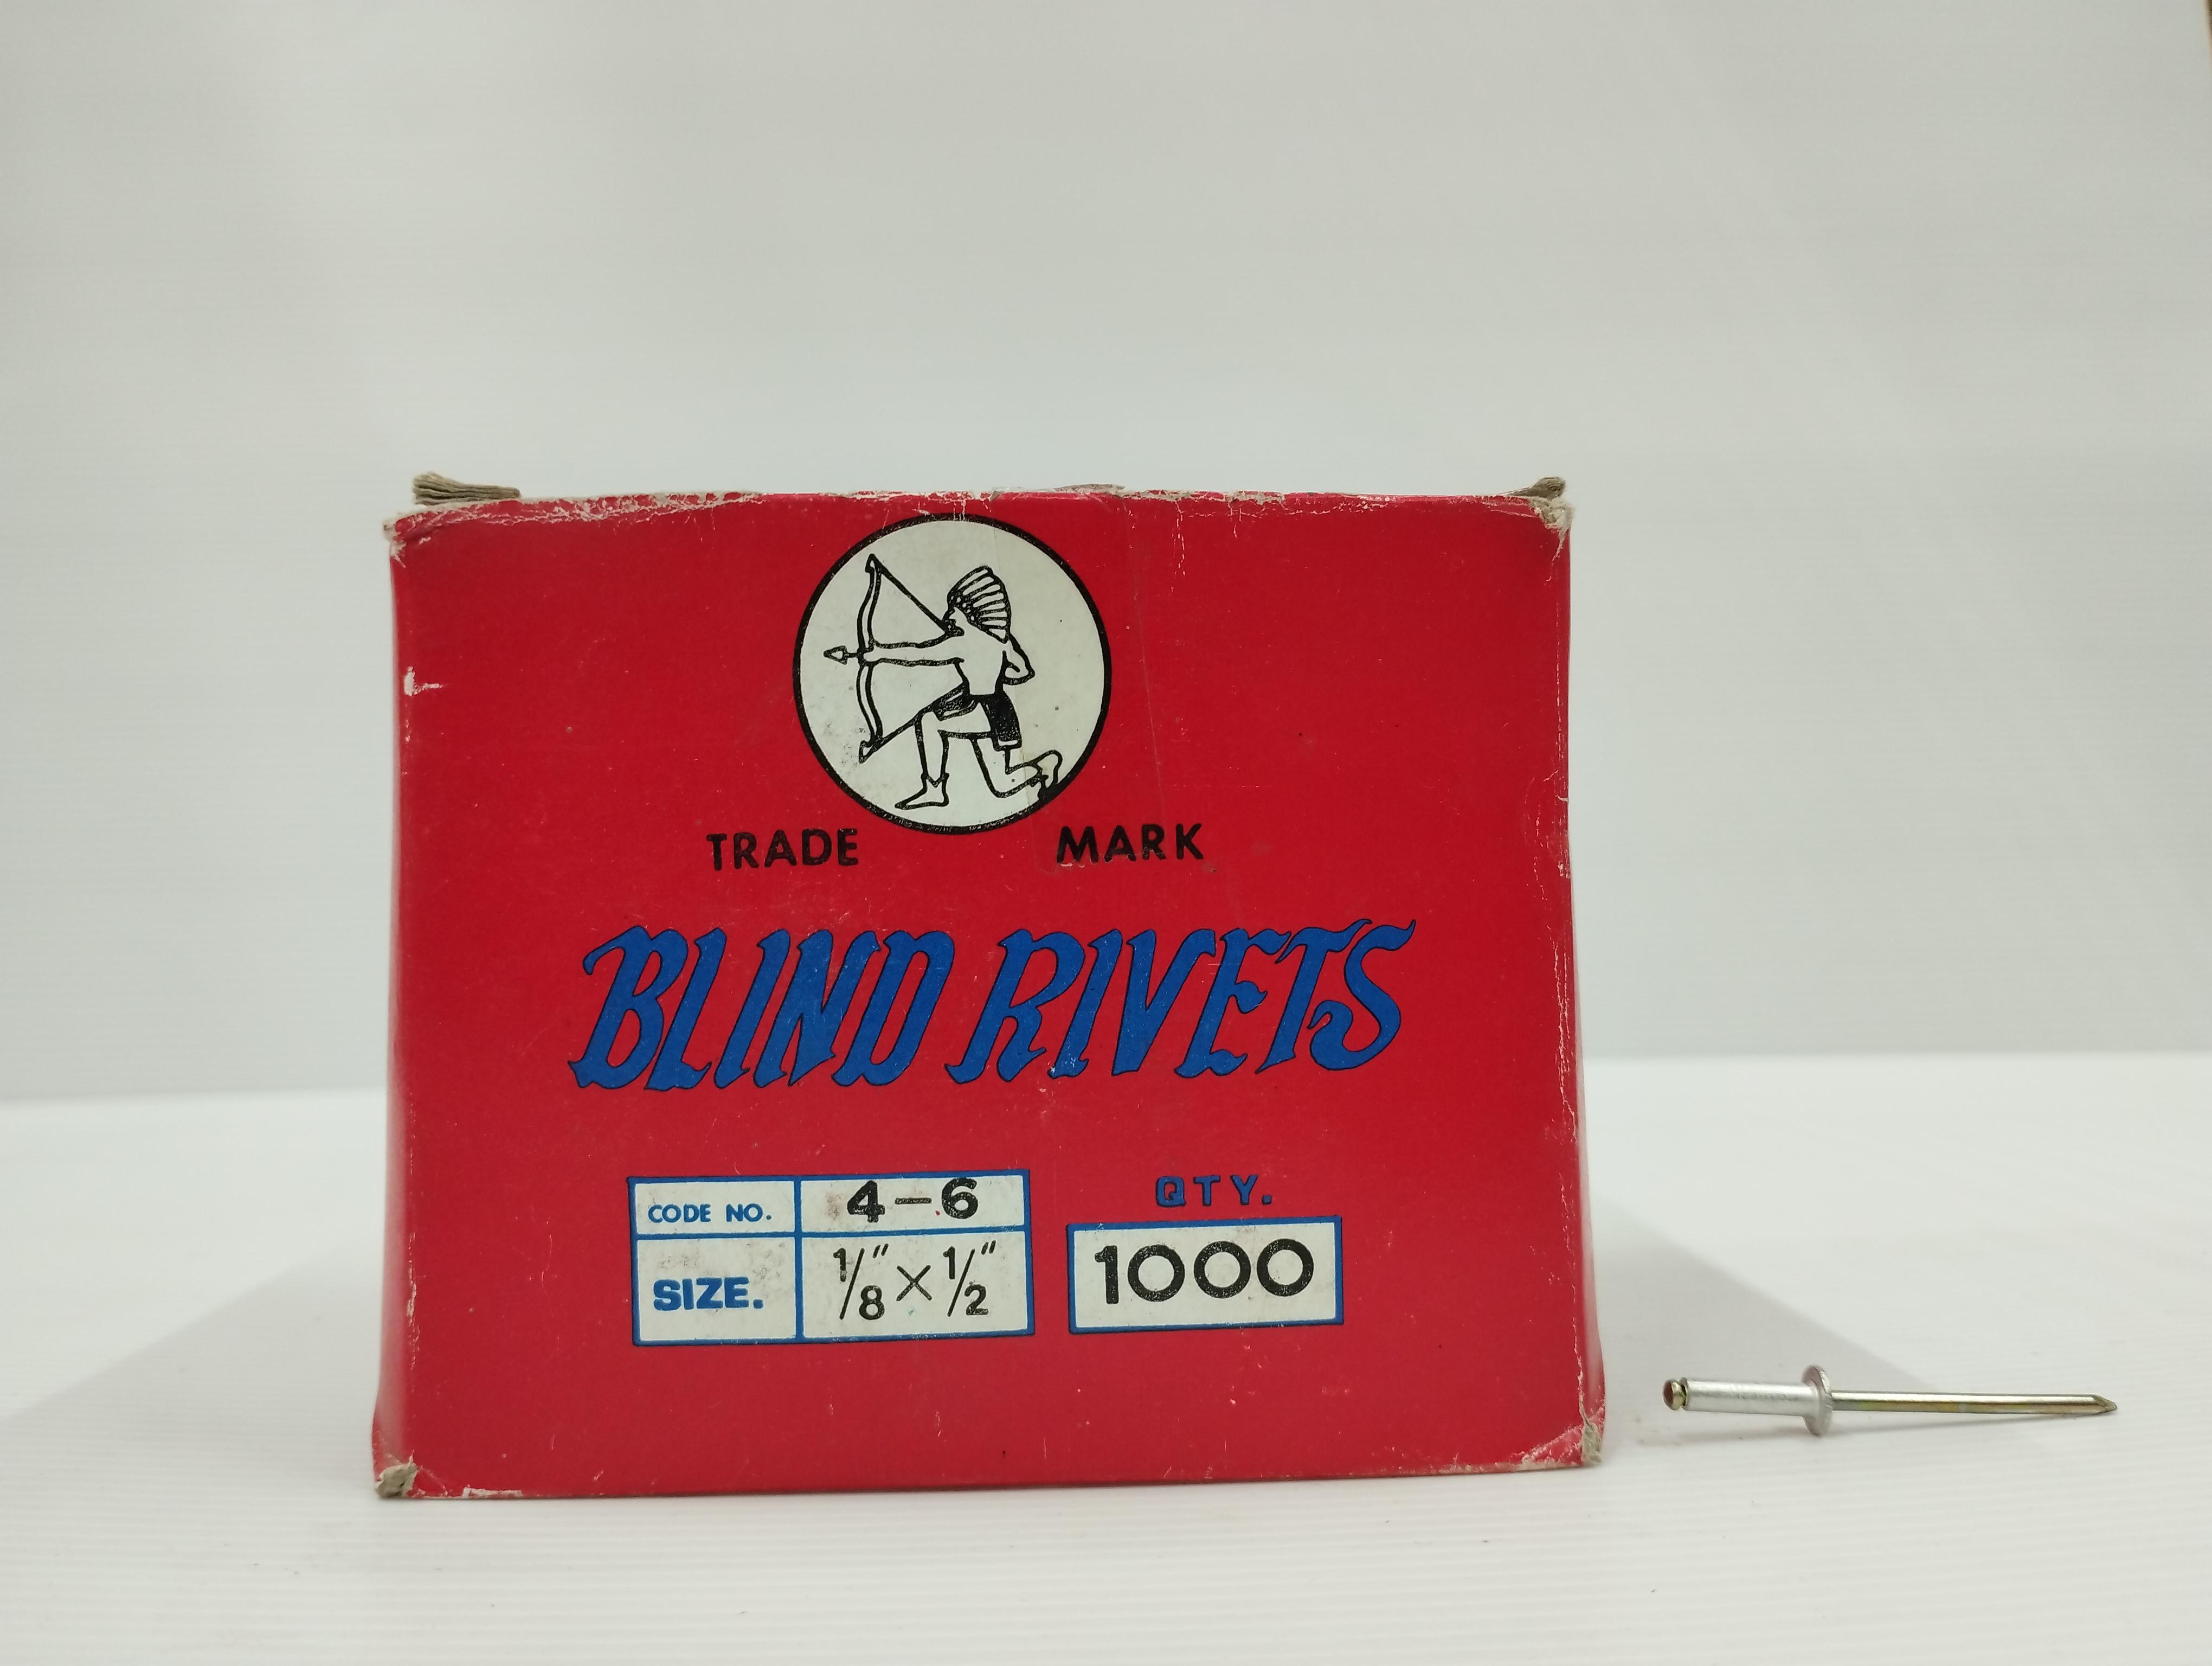 TRADE MARK
BLIND RIVETS
CODE NO. 4-6
QTY.
SIZE. 1/8" × 1/2"
1000